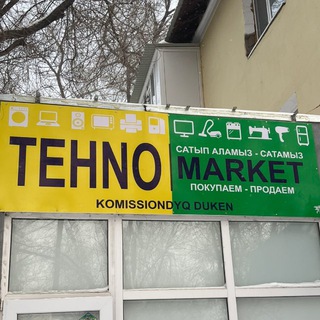 TEHNO MARKET
САТЫП АЛАМЫЗ - САТАМЫЗ
ПОКУПАЕМ - ПРОДАЕМ
KOMISSIONDYQ DUKEN